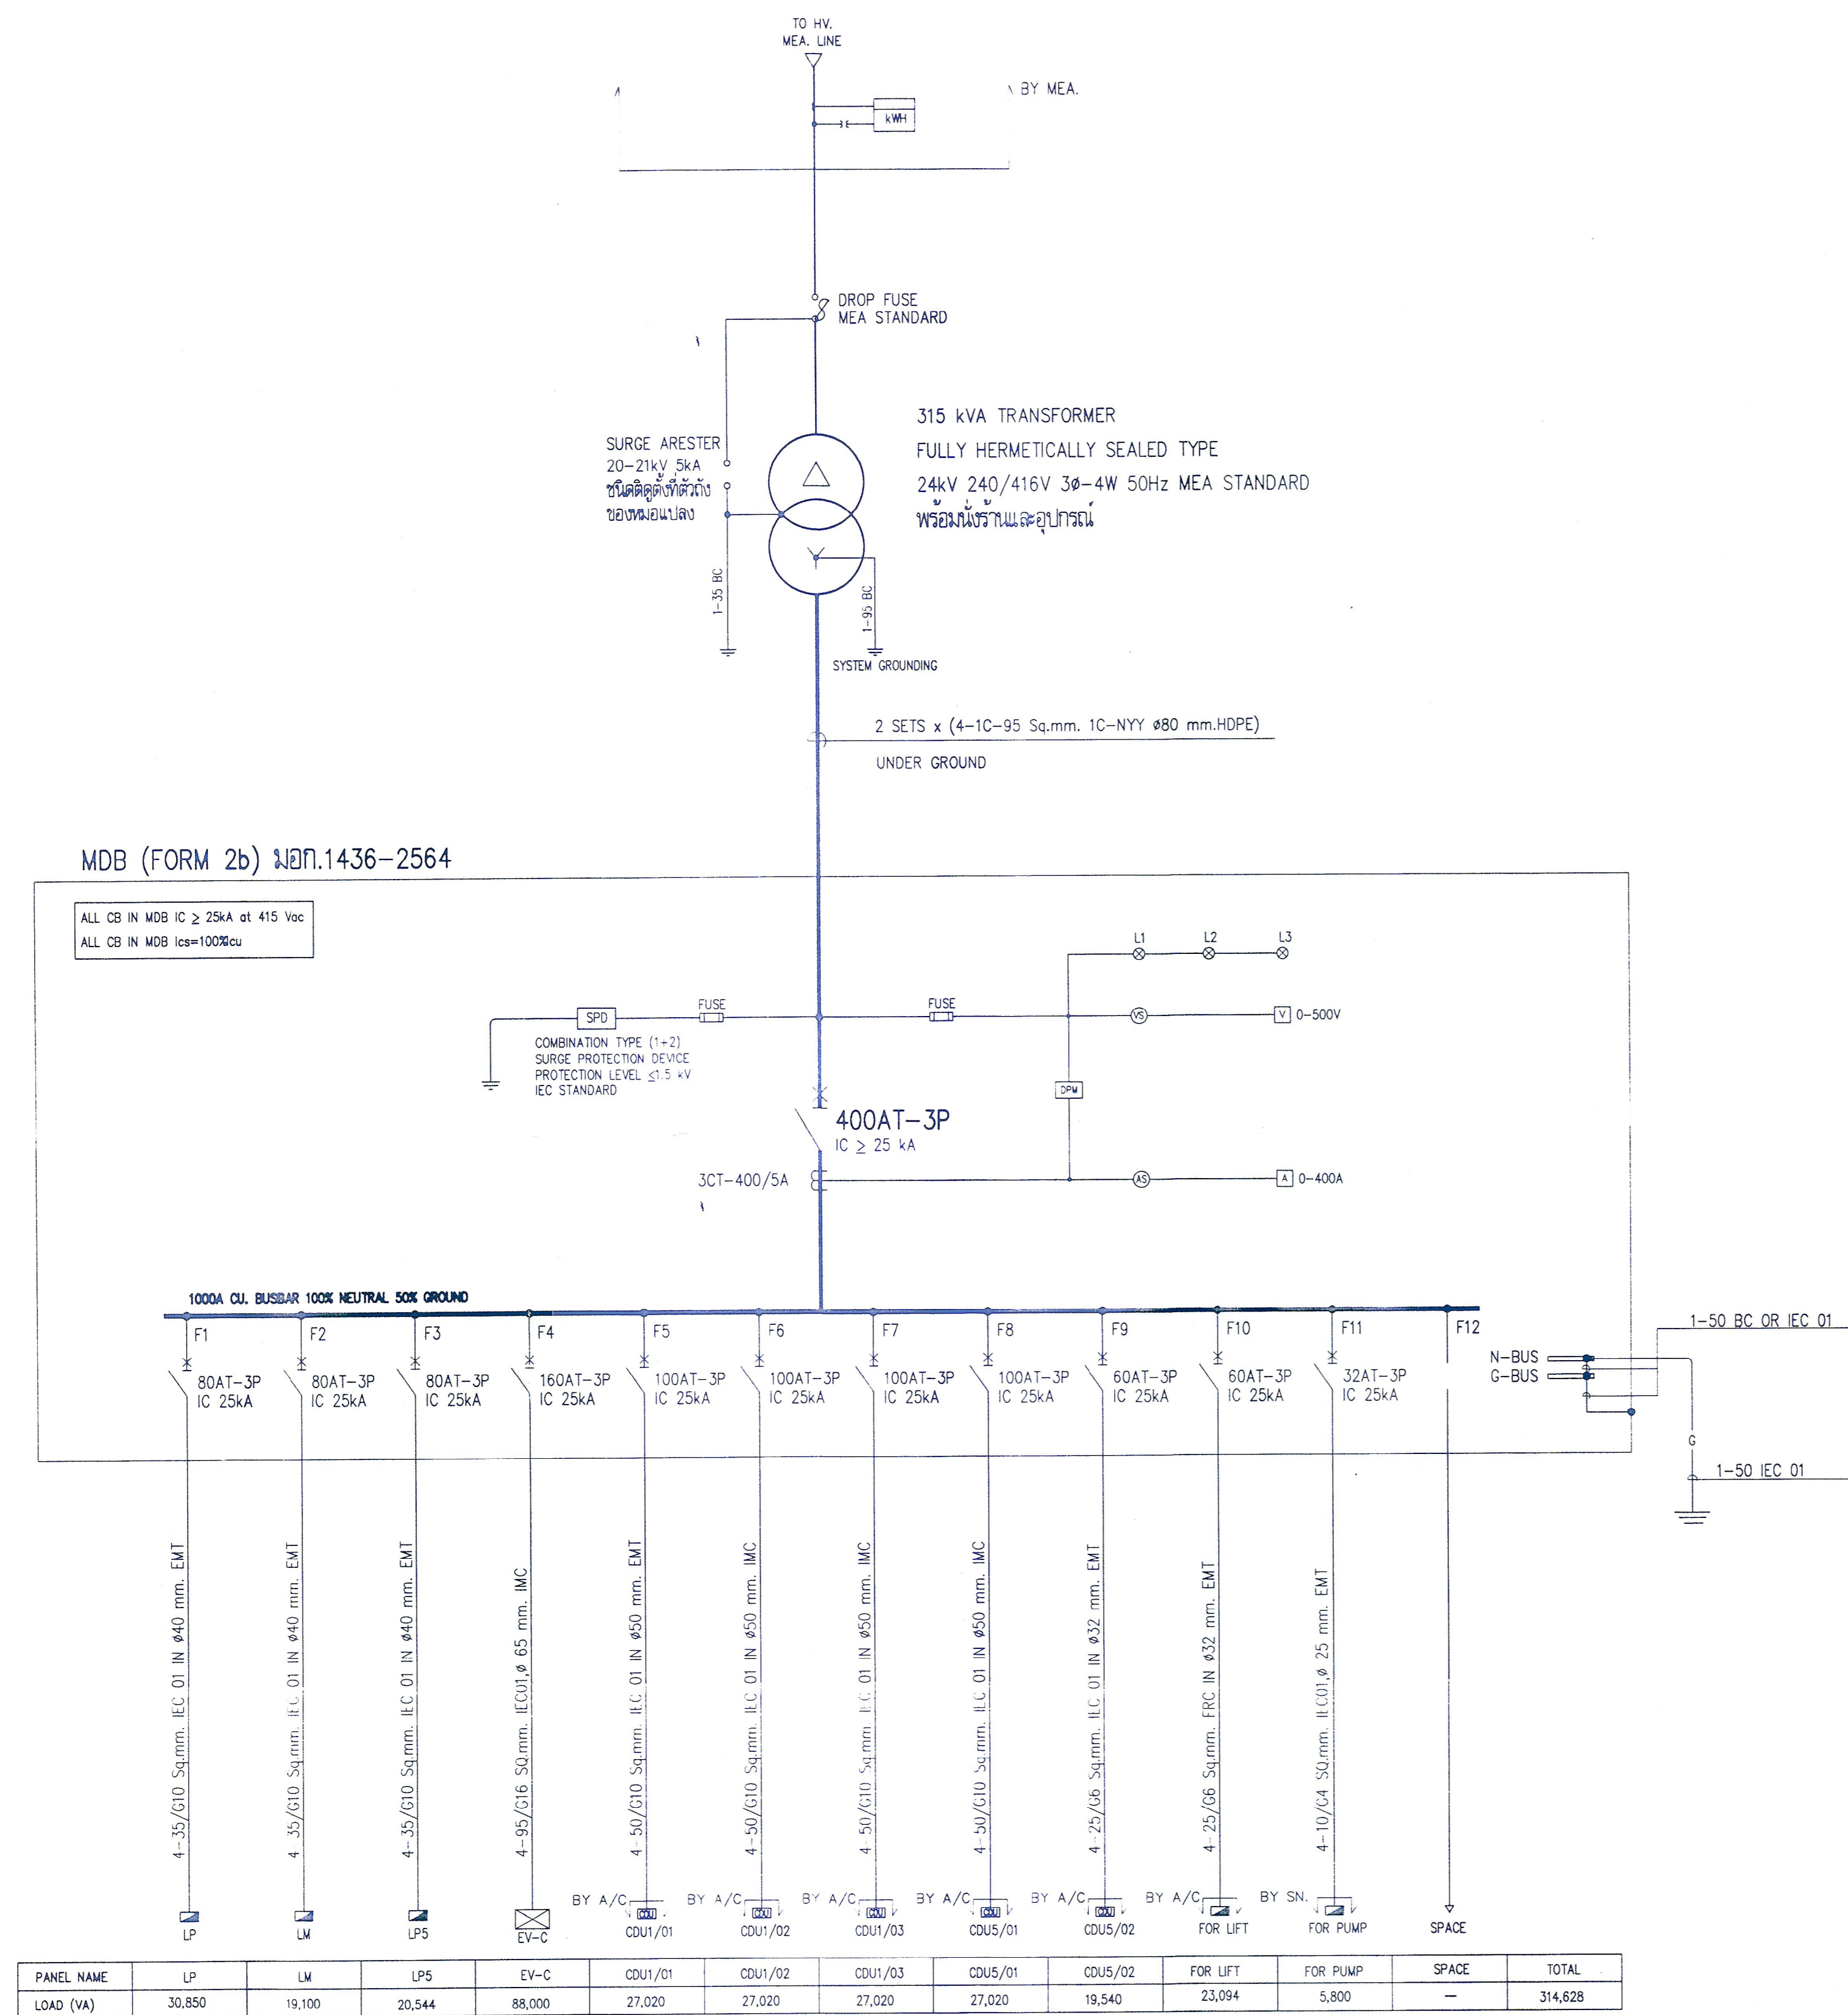 TO HV.
MEA. LINE
BY MEA.
kWH
DROP FUSE
MEA STANDARD
315 kVA TRANSFORMER
FULLY HERMETICALLY SEALED TYPE
24kV 240/416V 3ø-4W 50Hz MEA STANDARD
พร้อมนั่งร้านและอุปกรณ์
SURGE ARESTER
20-21kV 5kA
ชนิดติดตั้งที่ตัวถัง
ของหม้อแปลง
1-35 BC
1-95 BC
SYSTEM GROUNDING
2 SETS x (4-1C-95 Sq.mm. 1C-NYY ø80 mm.HDPE)
UNDER GROUND
MDB (FORM 2b) มอก.1436-2564
ALL CB IN MDB IC ≥ 25kA at 415 Vac
ALL CB IN MDB Ics=100%Icu
L1 L2 L3
FUSE
FUSE
SPD
VS
V 0-500V
COMBINATION TYPE (1+2)
SURGE PROTECTION DEVICE
PROTECTION LEVEL ≤1.5 kV
IEC STANDARD
DPM
400AT-3P
IC ≥ 25 kA
3CT-400/5A
AS
A 0-400A
1000A CU. BUSBAR 100% NEUTRAL 50% GROUND
F1 F2 F3 F4 F5 F6 F7 F8 F9 F10 F11 F12
80AT-3P 80AT-3P 80AT-3P 160AT-3P 100AT-3P 100AT-3P 100AT-3P 100AT-3P 60AT-3P 60AT-3P 32AT-3P
IC 25kA IC 25kA IC 25kA IC 25kA IC 25kA IC 25kA IC 25kA IC 25kA IC 25kA IC 25kA IC 25kA
1-50 BC OR IEC 01
N-BUS
G-BUS
G
1-50 IEC 01
4-35/G10 Sq.mm. IEC 01 IN ø40 mm. EMT
4-35/G10 Sq.mm. IEC 01 IN ø40 mm. EMT
4-35/G10 Sq.mm. IEC 01 IN ø40 mm. EMT
4-95/G16 SQ.mm. IEC01,ø 65 mm. IMC
4-50/G10 Sq.mm. IEC 01 IN ø50 mm. EMT
4-50/G10 Sq.mm. IEC 01 IN ø50 mm. IMC
4-50/G10 Sq.mm IEC 01 IN ø50 mm. IMC
4-50/G10 Sq.mm. IEC 01 IN ø50 mm. IMC
4-25/G6 Sq.mm. IEC 01 IN ø32 mm. EMT
4-25/G6 Sq.mm. FRC IN ø32 mm. EMT
4-10/G4 SQ.mm. IEC01,ø 25 mm. EMT
BY A/C BY A/C BY A/C BY A/C BY A/C BY A/C BY SN.
CDU CDU CDU CDU CDU
LP LM LP5 EV-C CDU1/01 CDU1/02 CDU1/03 CDU5/01 CDU5/02 FOR LIFT FOR PUMP SPACE
PANEL NAME LP LM LP5 EV-C CDU1/01 CDU1/02 CDU1/03 CDU5/01 CDU5/02 FOR LIFT FOR PUMP SPACE TOTAL
LOAD (VA) 30,850 19,100 20,544 88,000 27,020 27,020 27,020 27,020 19,540 23,094 5,800 — 314,628